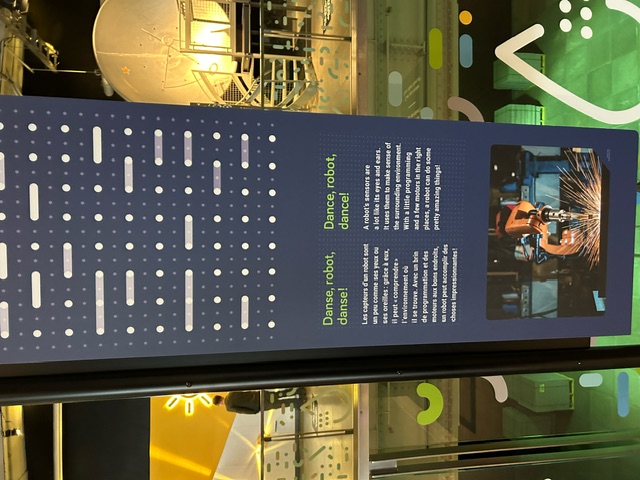 Danse, robot,
danse!
Les capteurs d'un robot sont
un peu comme ses yeux ou
ses oreilles : grâce à eux,
il peut « comprendre »
l'environnement où
il se trouve. Avec un brin
de programmation et des
moteurs aux bons endroits,
un robot peut accomplir des
choses impressionnantes!
Dance, robot,
dance!
A robot's sensors are
a lot like its eyes and ears.
It uses them to make sense of
the surrounding environment.
With a little programming
and a few motors in the right
places, a robot can do some
pretty amazing things!